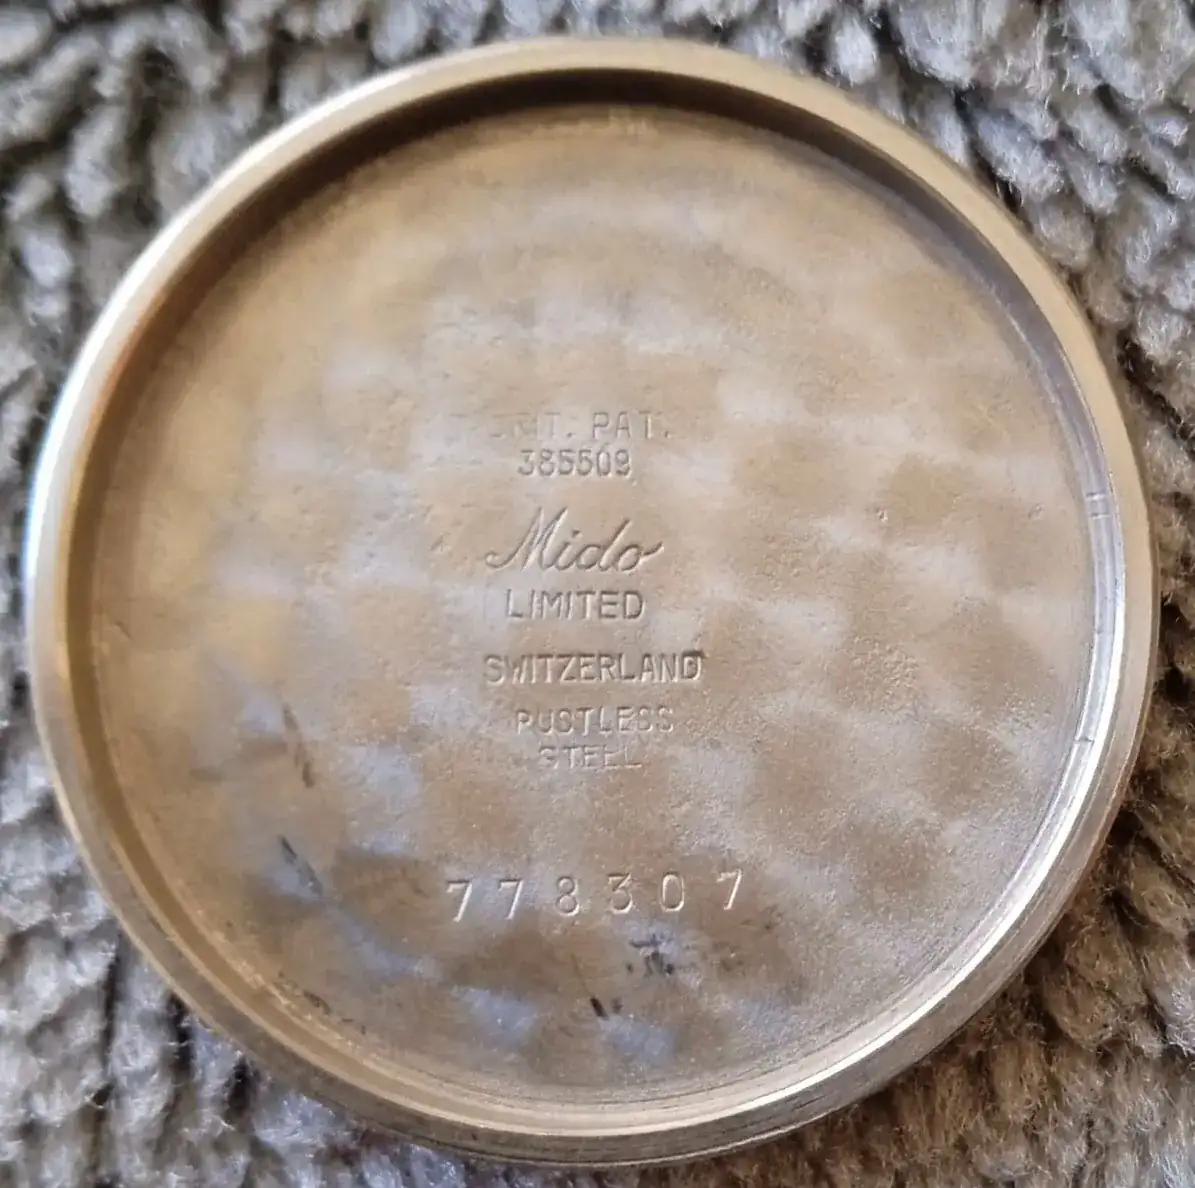 PAT.
385509
Mido
LIMITED
SWITZERLAND
RUSTLESS
STEEL
778307